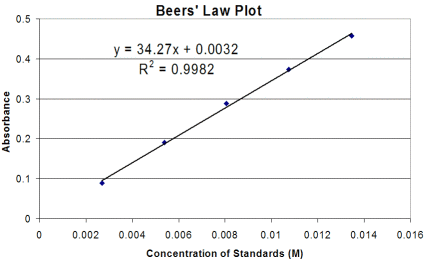 Beers' Law Plot
0.5
y = 34.27x + 0.0032
R² = 0.9982
0.4
0.3
0.2
0.1
0
Absorbance
0 0.002 0.004 0.006 0.008 0.01 0.012 0.014 0.016
Concentration of Standards (M)